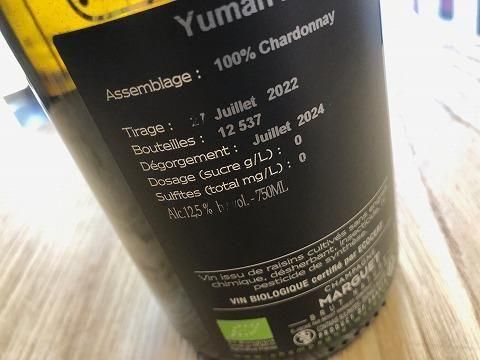 Yuman
Assemblage : 100% Chardonnay
Tirage : Juillet 2022
Bouteilles : 12 537
Dégorgement : Juillet 2024
Dosage (sucre g/L) : 0
Sulfites (total mg/L) : 0
Alc. 12,5 % by vol. - 750ML
Vin issu de raisins cultivés sans
chimique, désherbant, insecticide
pesticide de synthèse.
VIN BIOLOGIQUE certifié par ECOCERT
CHAMPAGNE
MARGUET
BRUT